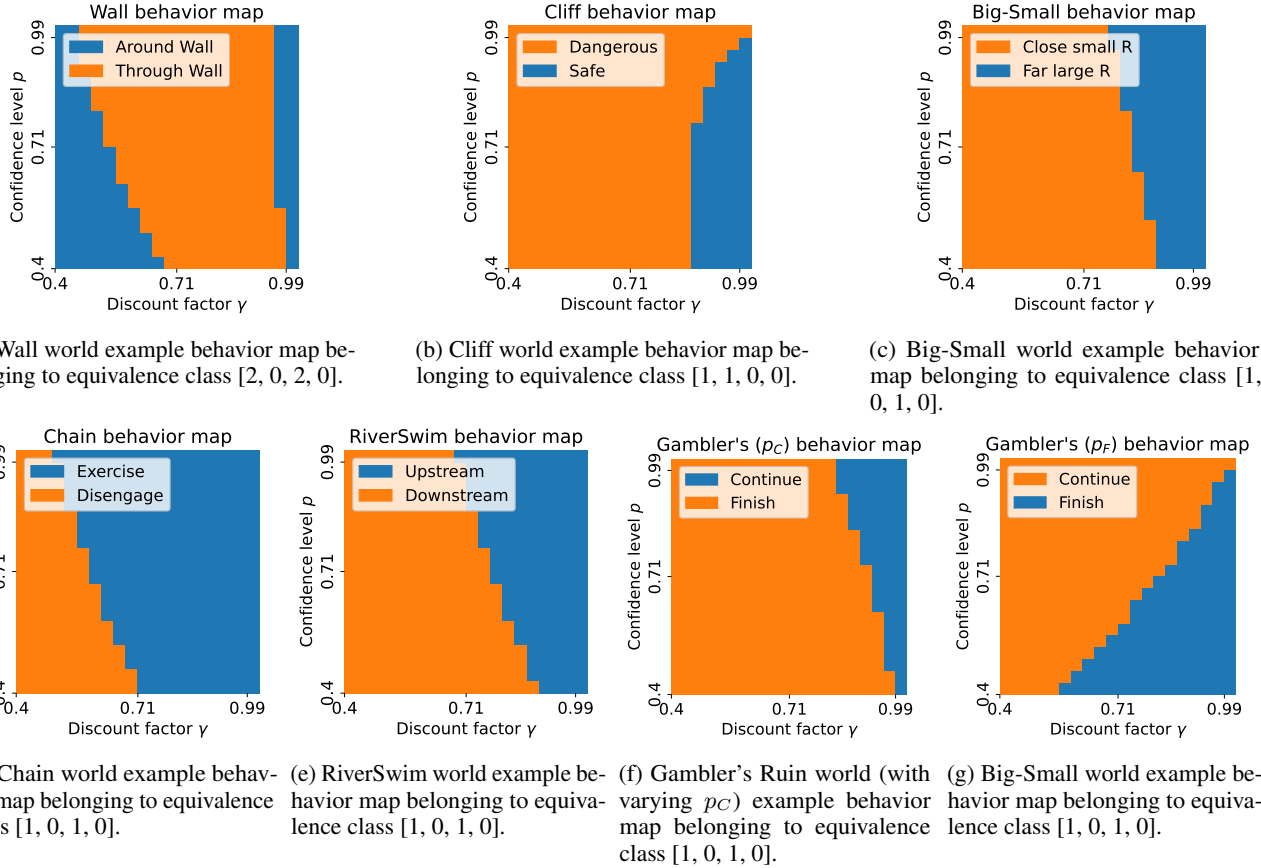 Wall behavior map
Cliff behavior map
Big-Small behavior map
0.99
Around Wall
Through Wall
Confidence level p
0.71
0.4
0.4
0.71
0.99
Discount factor γ
0.99
Dangerous
Safe
Confidence level p
0.71
0.4
0.4
0.71
0.99
Discount factor γ
0.99
Close small R
Far large R
Confidence level p
0.71
0.4
0.4
0.71
0.99
Discount factor γ
Wall world example behavior map be-
ging to equivalence class [2, 0, 2, 0].
(b) Cliff world example behavior map be-
longing to equivalence class [1, 1, 0, 0].
(c) Big-Small world example behavior
map belonging to equivalence class [1,
0, 1, 0].
Chain behavior map
RiverSwim behavior map
Gambler's (pC) behavior map
Gambler's (pF) behavior map
0.99
Exercise
Disengage
0.71
0.4
0.71
0.99
Discount factor γ
0.99
Upstream
Downstream
Confidence level p
0.71
0.4
0.4
0.71
0.99
Discount factor γ
0.99
Continue
Finish
Confidence level p
0.71
0.4
0.4
0.71
0.99
Discount factor γ
0.99
Continue
Finish
Confidence level p
0.71
0.4
0.4
0.71
0.99
Discount factor γ
Chain world example behav-
map belonging to equivalence
s [1, 0, 1, 0].
(e) RiverSwim world example be-
havior map belonging to equiva-
lence class [1, 0, 1, 0].
(f) Gambler's Ruin world (with
varying pC) example behavior
map belonging to equivalence
class [1, 0, 1, 0].
(g) Big-Small world example be-
havior map belonging to equiva-
lence class [1, 0, 1, 0].